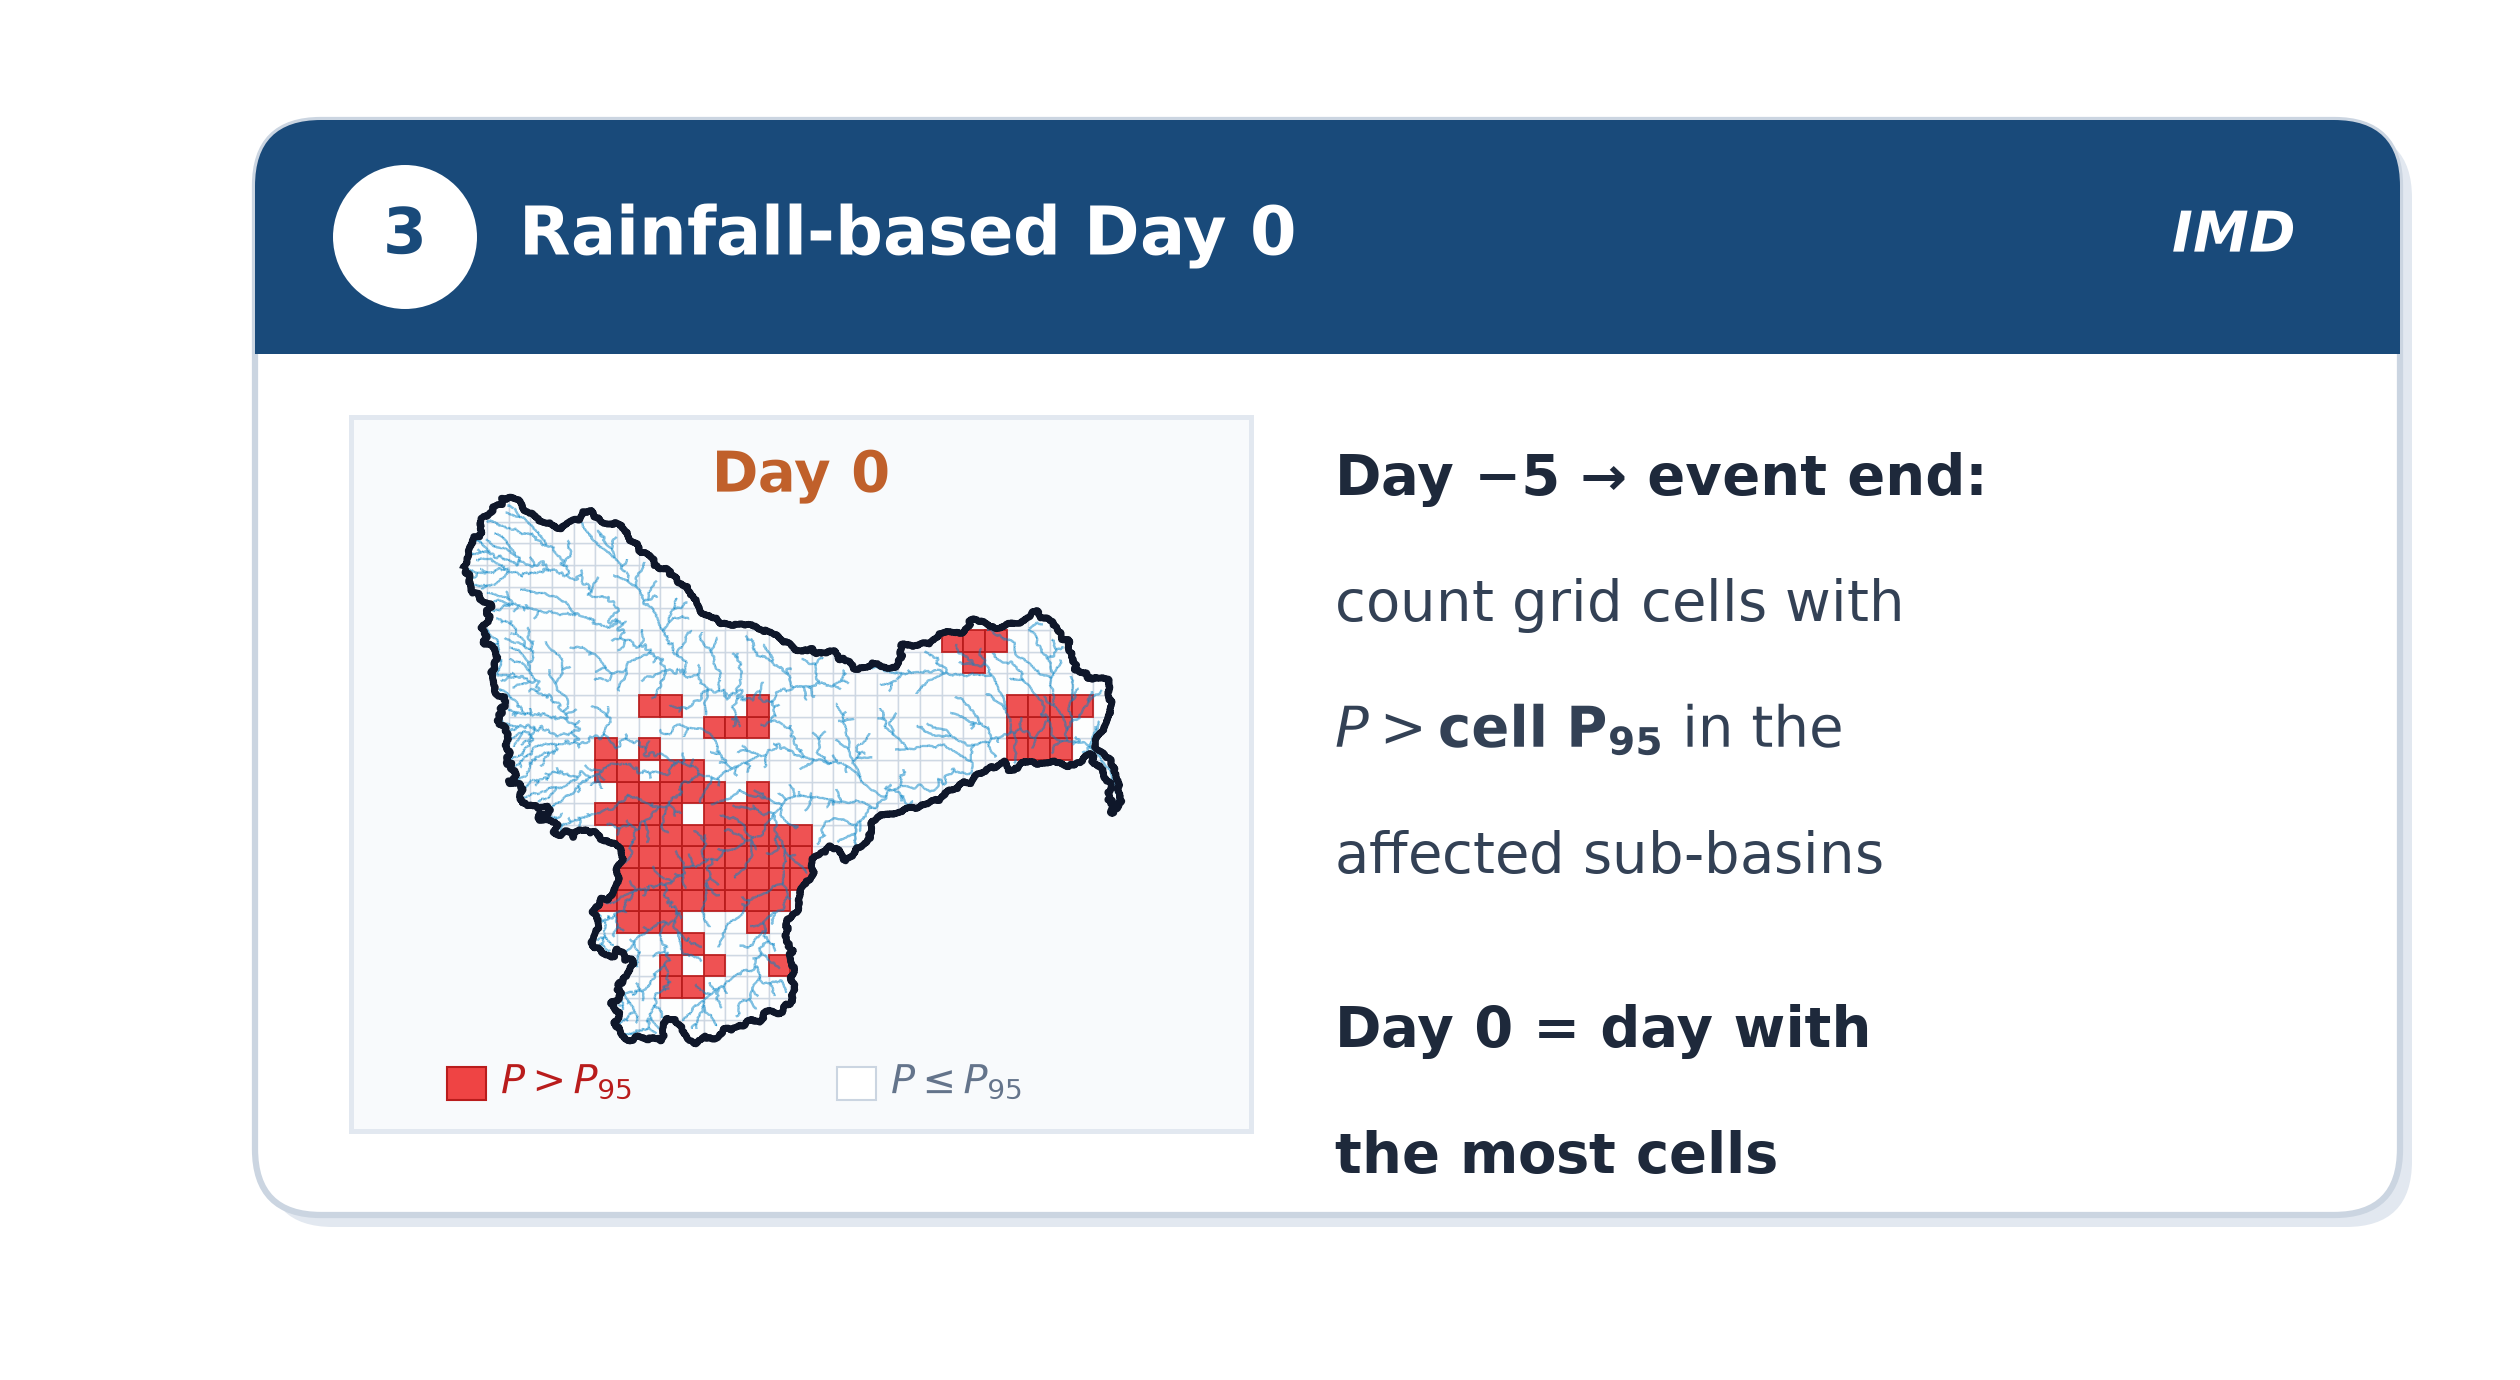 3 Rainfall-based Day 0 IMD
Day 0
P > P₉₅
P ≤ P₉₅
Day −5 → event end:
count grid cells with
P > cell P₉₅ in the
affected sub-basins
Day 0 = day with
the most cells